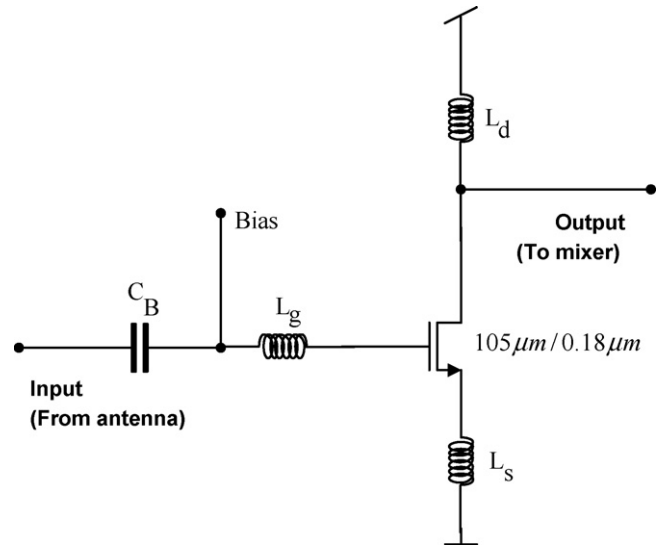 L_d
Output
(To mixer)
Bias
C_B
L_g
105μm/0.18μm
Input
(From antenna)
L_s